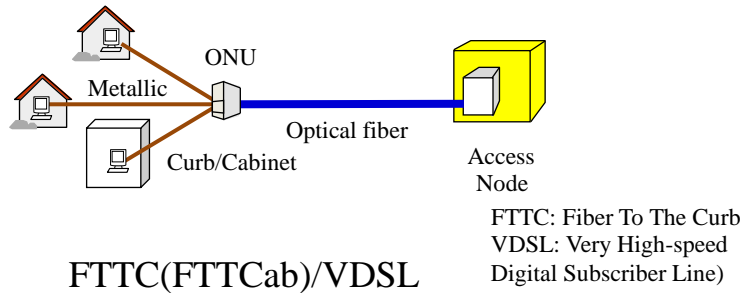 ONU
Metallic
Optical fiber
Curb/Cabinet
Access
Node
FTTC: Fiber To The Curb
VDSL: Very High-speed
Digital Subscriber Line)
FTTC(FTTCab)/VDSL